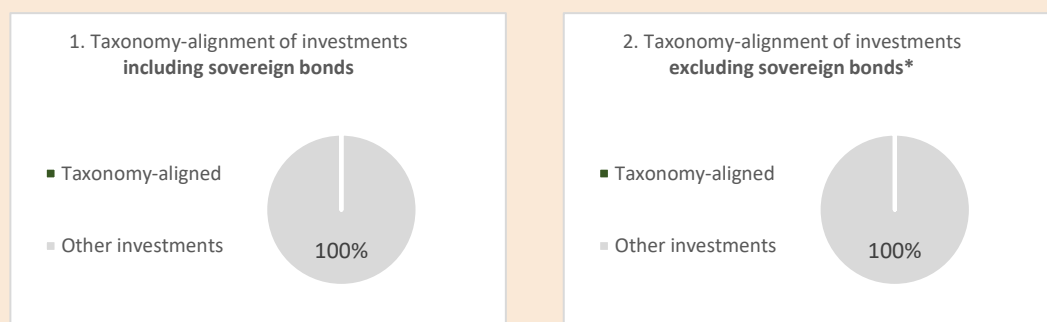 1. Taxonomy-alignment of investments
including sovereign bonds
Taxonomy-aligned
Other investments
100%
2. Taxonomy-alignment of investments
excluding sovereign bonds*
Taxonomy-aligned
Other investments
100%